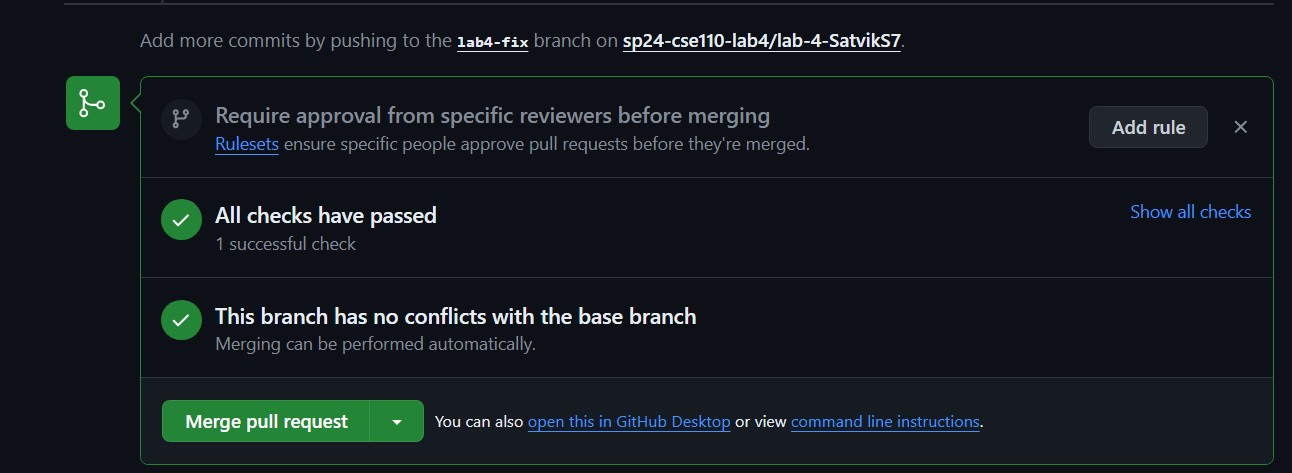 Add more commits by pushing to the lab4-fix branch on sp24-cse110-lab4/lab-4-SatvikS7.
Require approval from specific reviewers before merging
Add rule
Rulesets ensure specific people approve pull requests before they're merged.
All checks have passed
Show all checks
1 successful check
This branch has no conflicts with the base branch
Merging can be performed automatically.
Merge pull request
You can also open this in GitHub Desktop or view command line instructions.